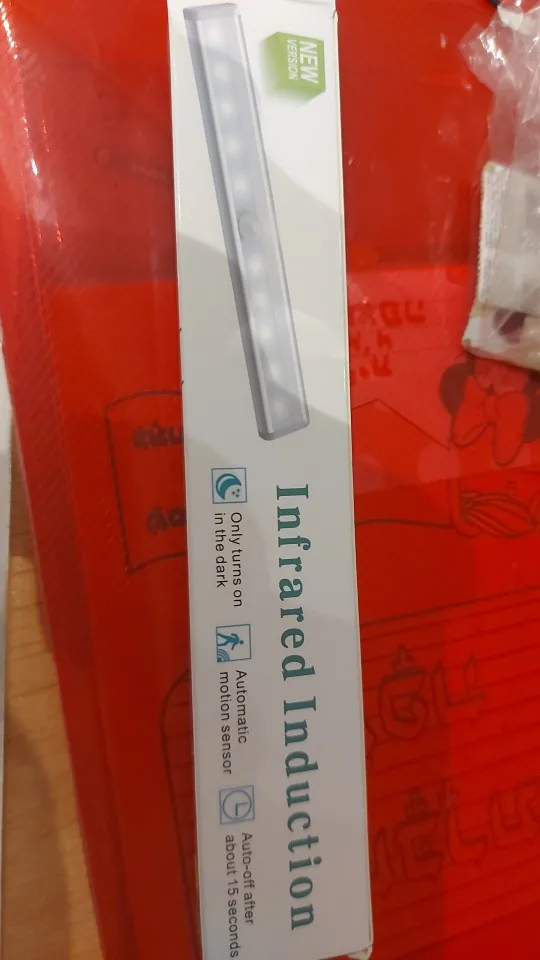 NEW
VERSION
Infrared Induction
Only turns on
in the dark
Automatic
motion sensor
Auto-off after
about 15 seconds